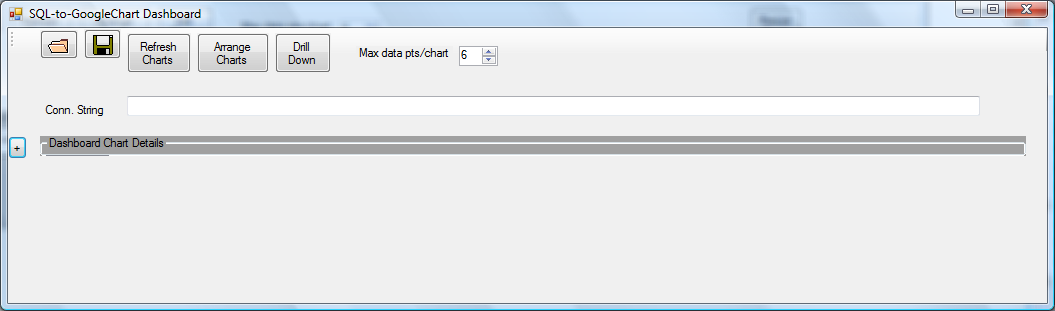 SQL-to-GoogleChart Dashboard
Refresh Charts
Arrange Charts
Drill Down
Max data pts/chart 6
Conn. String
+ Dashboard Chart Details